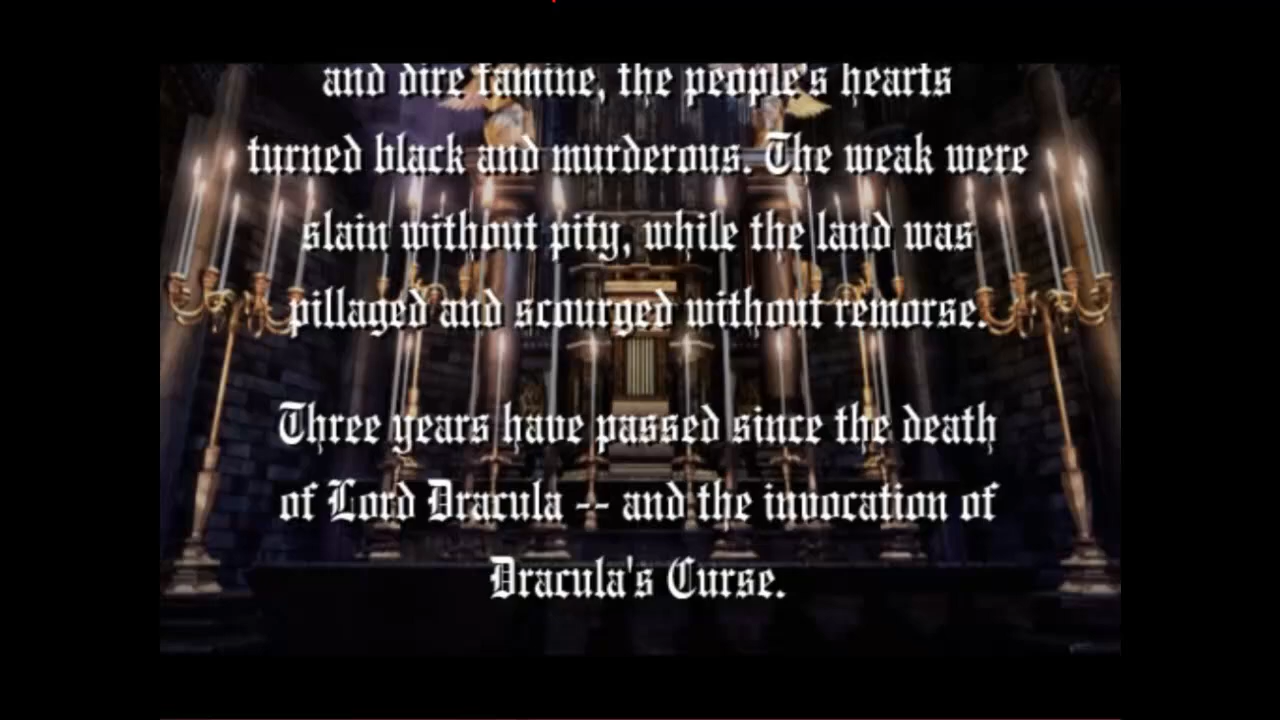 and dire famine, the people's hearts
turned black and murderous. The weak were
slain without pity, while the land was
pillaged and scourged without remorse.
Three years have passed since the death
of Lord Dracula -- and the invocation of
Dracula's Curse.